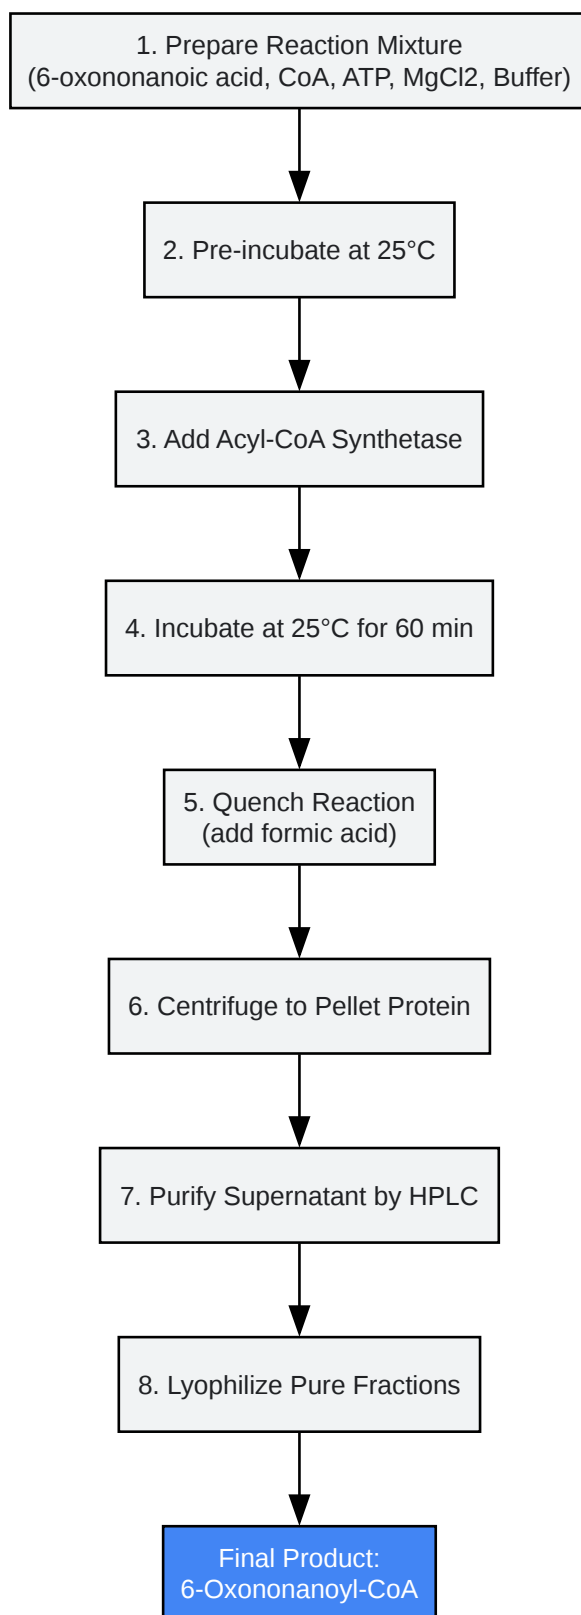 1. Prepare Reaction Mixture
(6-oxononanoic acid, CoA, ATP, MgCl2, Buffer)
2. Pre-incubate at 25°C
3. Add Acyl-CoA Synthetase
4. Incubate at 25°C for 60 min
5. Quench Reaction
(add formic acid)
6. Centrifuge to Pellet Protein
7. Purify Supernatant by HPLC
8. Lyophilize Pure Fractions
Final Product:
6-Oxononanoyl-CoA